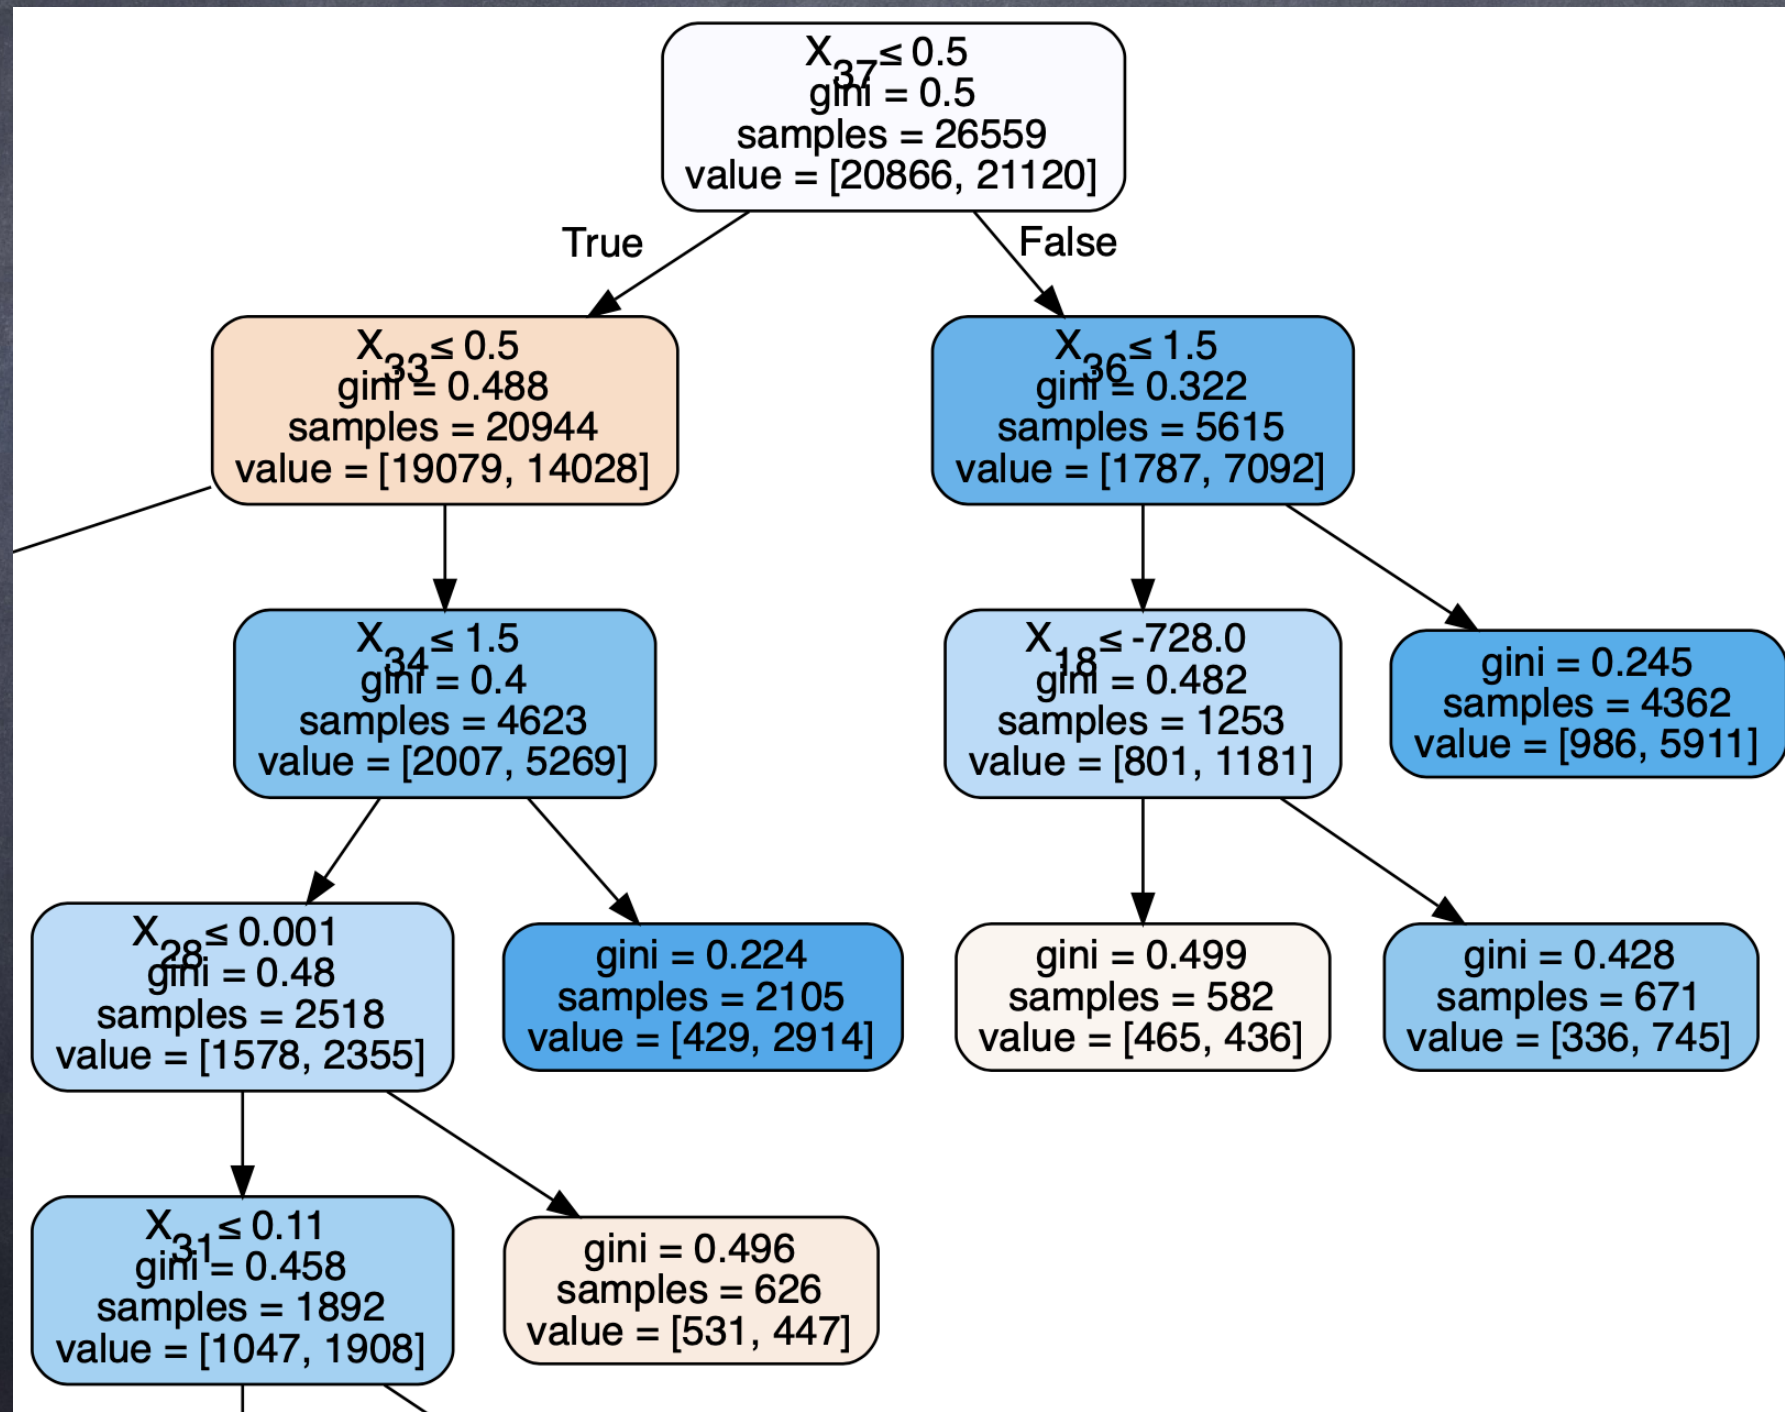 X37 ≤ 0.5
gini = 0.5
samples = 26559
value = [20866, 21120]
True
False
X33 ≤ 0.5
gini = 0.488
samples = 20944
value = [19079, 14028]
X36 ≤ 1.5
gini = 0.322
samples = 5615
value = [1787, 7092]
X34 ≤ 1.5
gini = 0.4
samples = 4623
value = [2007, 5269]
X18 ≤ -728.0
gini = 0.482
samples = 1253
value = [801, 1181]
gini = 0.245
samples = 4362
value = [986, 5911]
X28 ≤ 0.001
gini = 0.48
samples = 2518
value = [1578, 2355]
gini = 0.224
samples = 2105
value = [429, 2914]
gini = 0.499
samples = 582
value = [465, 436]
gini = 0.428
samples = 671
value = [336, 745]
X31 ≤ 0.11
gini = 0.458
samples = 1892
value = [1047, 1908]
gini = 0.496
samples = 626
value = [531, 447]